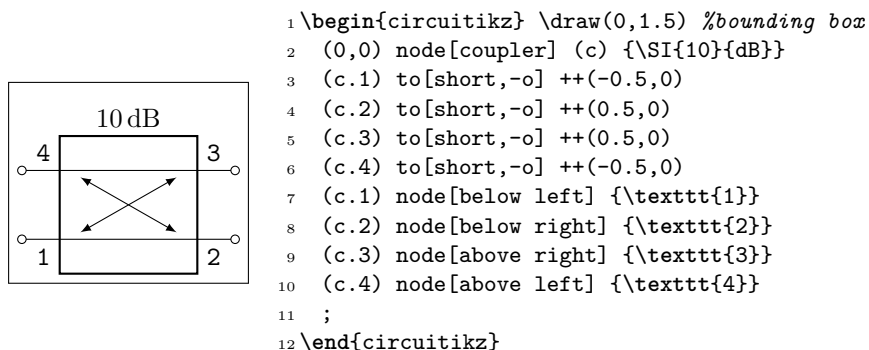 10 dB
4 3
1 2
1 \begin{circuitikz} \draw(0,1.5) %bounding box
2 (0,0) node[coupler] (c) {\SI{10}{dB}}
3 (c.1) to[short,-o] ++(-0.5,0)
4 (c.2) to[short,-o] ++(0.5,0)
5 (c.3) to[short,-o] ++(0.5,0)
6 (c.4) to[short,-o] ++(-0.5,0)
7 (c.1) node[below left] {\texttt{1}}
8 (c.2) node[below right] {\texttt{2}}
9 (c.3) node[above right] {\texttt{3}}
10 (c.4) node[above left] {\texttt{4}}
11 ;
12 \end{circuitikz}